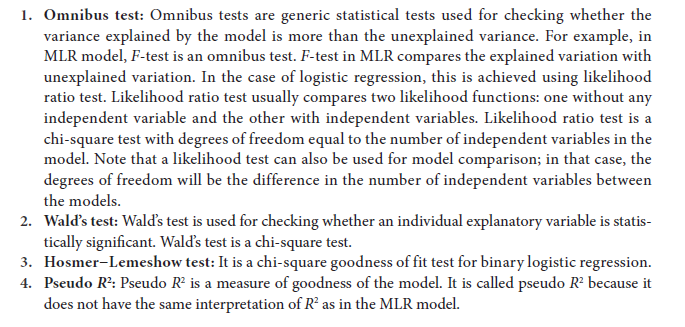 1. Omnibus test: Omnibus tests are generic statistical tests used for checking whether the
variance explained by the model is more than the unexplained variance. For example, in
MLR model, F-test is an omnibus test. F-test in MLR compares the explained variation with
unexplained variation. In the case of logistic regression, this is achieved using likelihood
ratio test. Likelihood ratio test usually compares two likelihood functions: one without any
independent variable and the other with independent variables. Likelihood ratio test is a
chi-square test with degrees of freedom equal to the number of independent variables in the
model. Note that a likelihood test can also be used for model comparison; in that case, the
degrees of freedom will be the difference in the number of independent variables between
the models.
2. Wald's test: Wald's test is used for checking whether an individual explanatory variable is statis-
tically significant. Wald's test is a chi-square test.
3. Hosmer–Lemeshow test: It is a chi-square goodness of fit test for binary logistic regression.
4. Pseudo R²: Pseudo R² is a measure of goodness of the model. It is called pseudo R² because it
does not have the same interpretation of R² as in the MLR model.